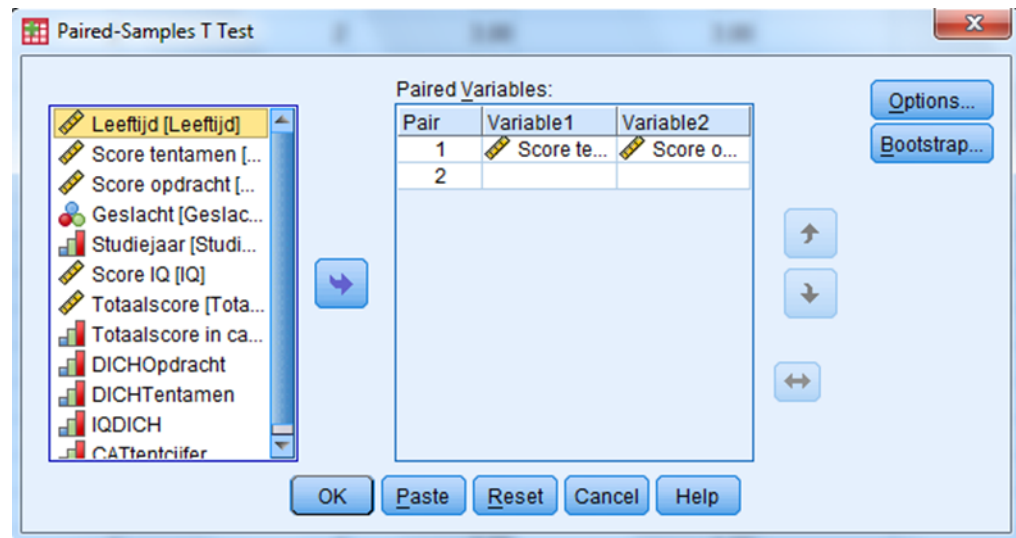 Paired-Samples T Test
Leeftijd [Leeftijd]
Score tentamen [...
Score opdracht [...
Geslacht [Geslac...
Studiejaar [Studi...
Score IQ [IQ]
Totaalscore [Tota...
Totaalscore in ca...
DICHOpdracht
DICHTentamen
IQDICH
CATtentcijfer
Paired Variables:
Pair Variable1 Variable2
1 Score te... Score o...
2
Options...
Bootstrap...
OK Paste Reset Cancel Help